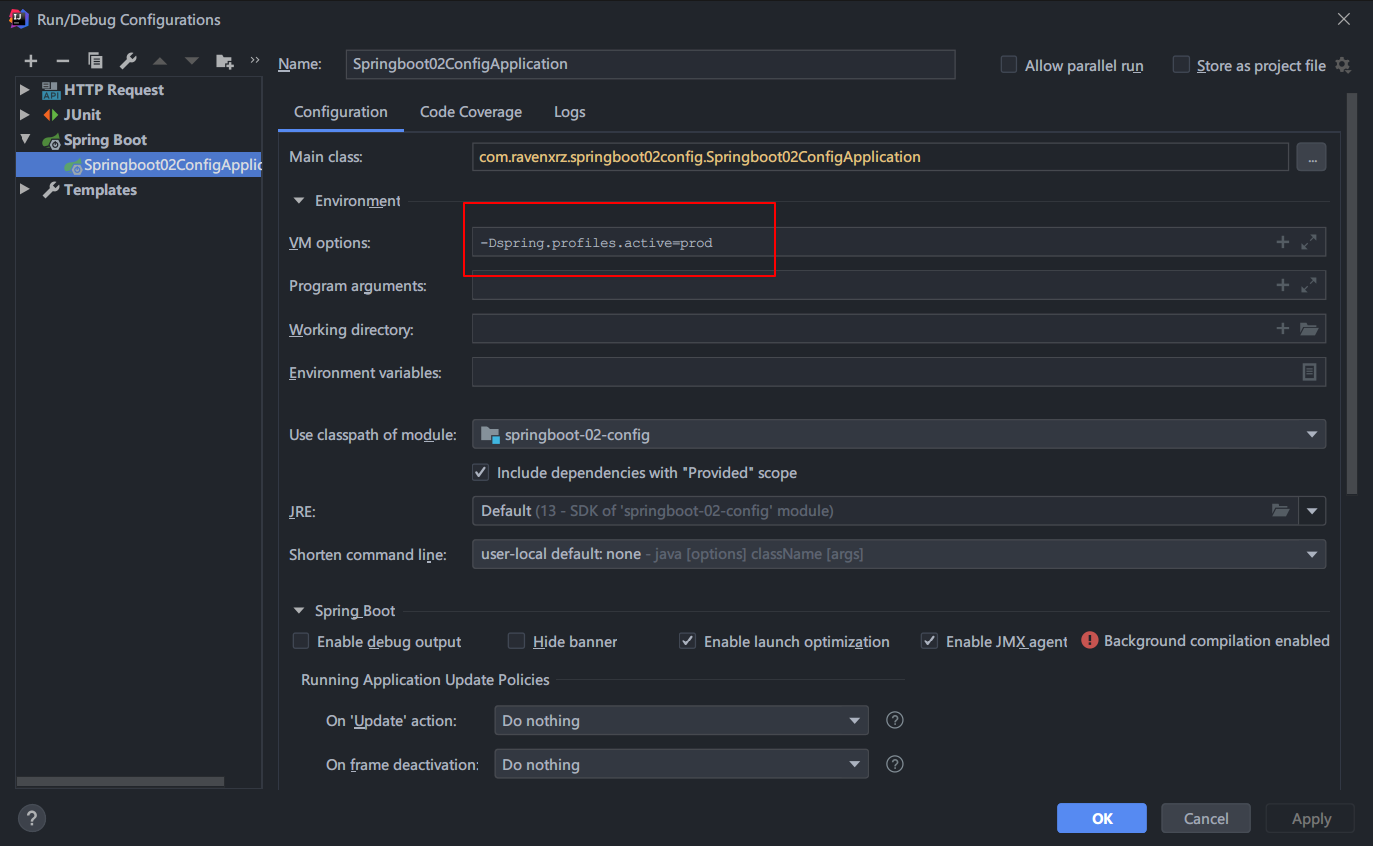 Run/Debug Configurations
Name: Springboot02ConfigApplication Allow parallel run Store as project file
HTTP Request
JUnit
Spring Boot
Springboot02ConfigApplic
Templates
Configuration Code Coverage Logs
Main class: com.ravenxrz.springboot02config.Springboot02ConfigApplication ...
Environment
VM options: -Dspring.profiles.active=prod
Program arguments:
Working directory:
Environment variables:
Use classpath of module: springboot-02-config
Include dependencies with "Provided" scope
JRE: Default (13 - SDK of 'springboot-02-config' module)
Shorten command line: user-local default: none - java [options] className [args]
Spring Boot
Enable debug output Hide banner Enable launch optimization Enable JMX agent Background compilation enabled
Running Application Update Policies
On 'Update' action: Do nothing ?
On frame deactivation: Do nothing ?
? OK Cancel Apply